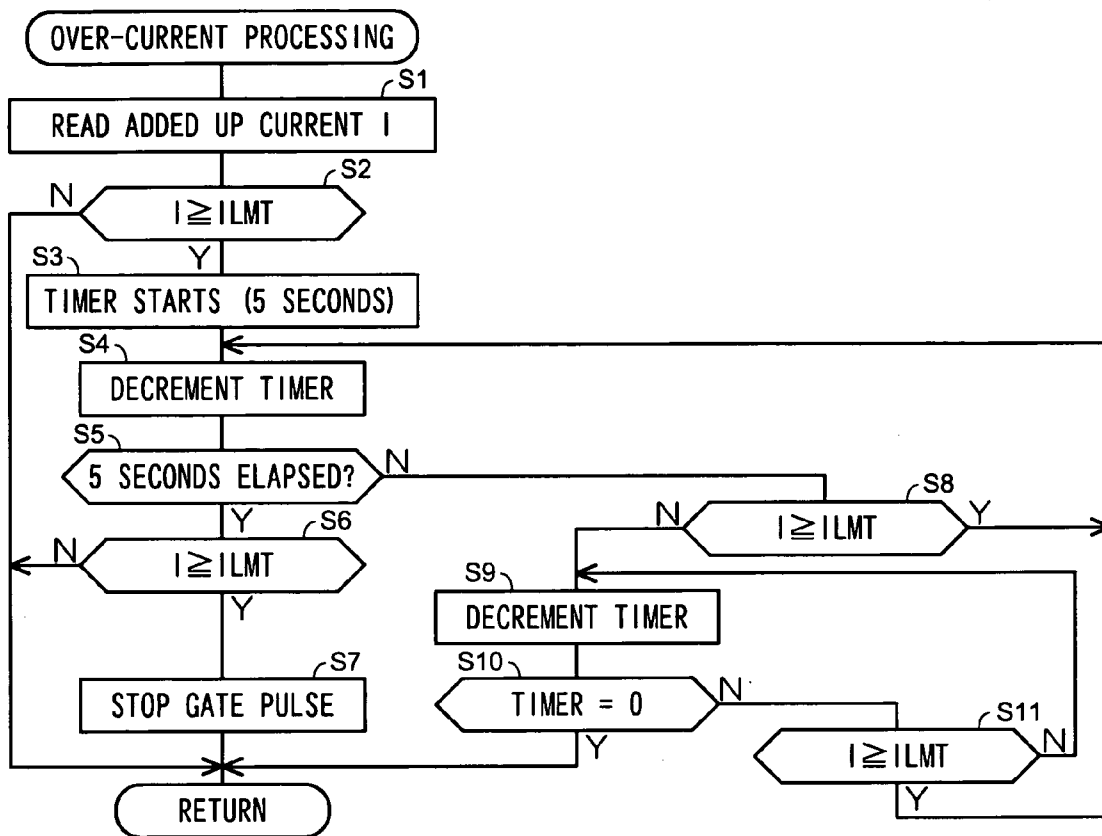 OVER-CURRENT PROCESSING
S1
READ ADDED UP CURRENT I
S2
I≧ILMT
N
Y
S3
TIMER STARTS (5 SECONDS)
S4
DECREMENT TIMER
S5
5 SECONDS ELAPSED?
N
Y
S6
I≧ILMT
N
Y
S7
STOP GATE PULSE
S8
I≧ILMT
N
Y
S9
DECREMENT TIMER
S10
TIMER = 0
N
Y
S11
I≧ILMT
N
Y
RETURN